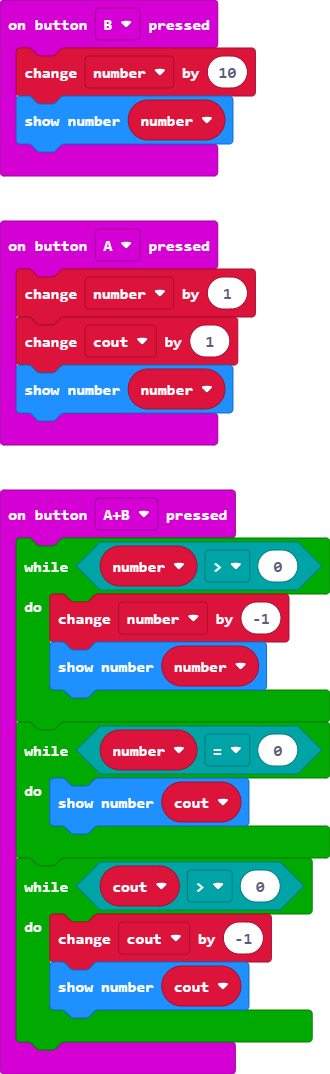 on button B pressed
change number by 10
show number number
on button A pressed
change number by 1
change cout by 1
show number number
on button A+B pressed
while number > 0
do
change number by -1
show number number
while number = 0
do
show number cout
while cout > 0
do
change cout by -1
show number cout